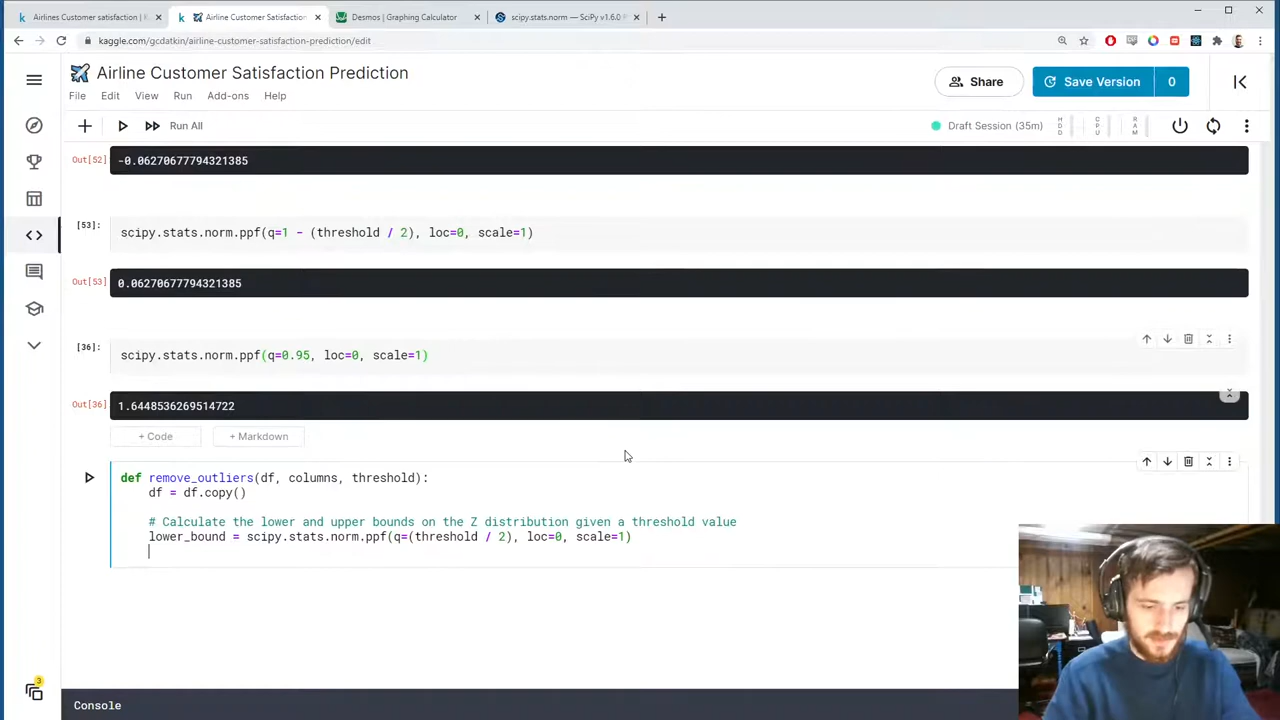 Airlines Customer satisfaction |
Airline Customer Satisfaction
Desmos | Graphing Calculator
scipy.stats.norm — SciPy v1.6.0
kaggle.com/gcdatkin/airline-customer-satisfaction-prediction/edit
Airline Customer Satisfaction Prediction
Share
Save Version
0
File Edit View Run Add-ons Help
Run All
Draft Session (35m)
HDD
CPU
RAM
Out[52]
-0.06270677794321385
[53]:
scipy.stats.norm.ppf(q=1 - (threshold / 2), loc=0, scale=1)
Out[53]
0.06270677794321385
[36]:
scipy.stats.norm.ppf(q=0.95, loc=0, scale=1)
Out[36]
1.6448536269514722
+ Code
+ Markdown
def remove_outliers(df, columns, threshold):
df = df.copy()
# Calculate the lower and upper bounds on the Z distribution given a threshold value
lower_bound = scipy.stats.norm.ppf(q=(threshold / 2), loc=0, scale=1)
3
Console